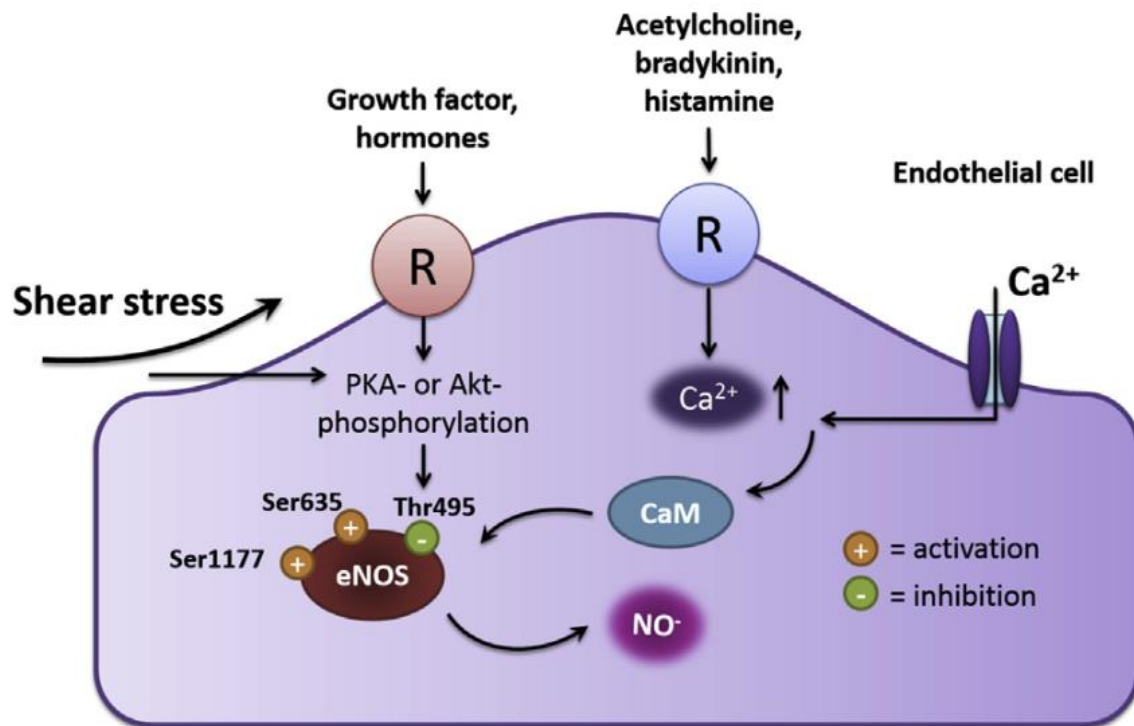 Acetylcholine,
bradykinin,
histamine
Growth factor,
hormones
Endothelial cell
R
R
Shear stress
Ca²⁺
PKA- or Akt-
phosphorylation
Ca²⁺
Ser635
Thr495
Ser1177
+
+
-
eNOS
CaM
NO-
+ = activation
- = inhibition